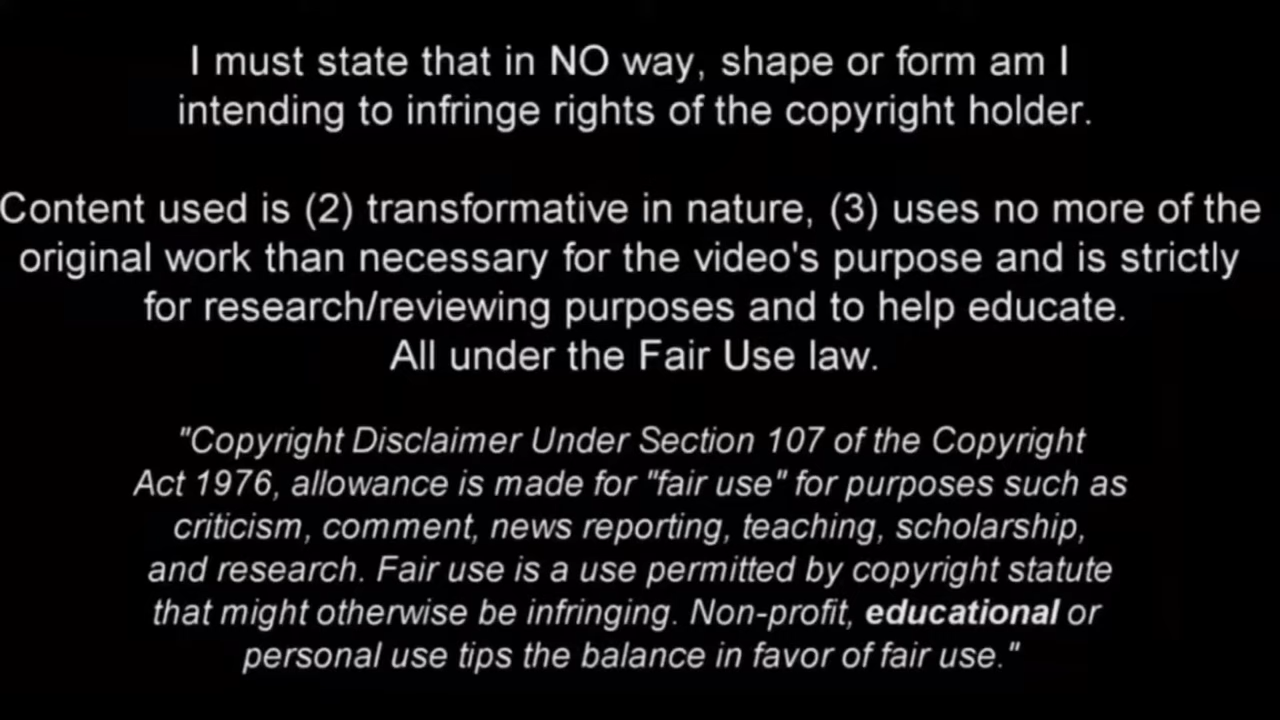 I must state that in NO way, shape or form am I
intending to infringe rights of the copyright holder.
Content used is (2) transformative in nature, (3) uses no more of the
original work than necessary for the video's purpose and is strictly
for research/reviewing purposes and to help educate.
All under the Fair Use law.
"Copyright Disclaimer Under Section 107 of the Copyright
Act 1976, allowance is made for "fair use" for purposes such as
criticism, comment, news reporting, teaching, scholarship,
and research. Fair use is a use permitted by copyright statute
that might otherwise be infringing. Non-profit, educational or
personal use tips the balance in favor of fair use."